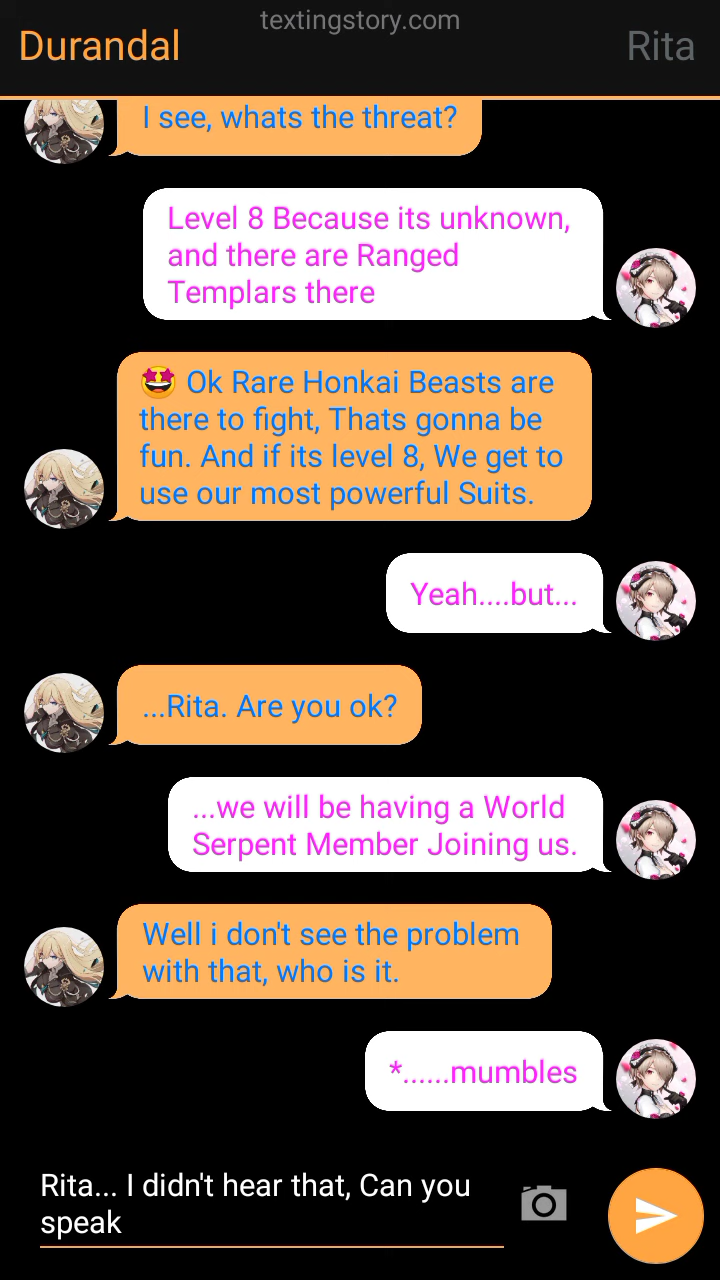 textingstory.com
Durandal
Rita
I see, whats the threat?
Level 8 Because its unknown,
and there are Ranged
Templars there
🤩 Ok Rare Honkai Beasts are
there to fight, Thats gonna be
fun. And if its level 8, We get to
use our most powerful Suits.
Yeah....but...
...Rita. Are you ok?
...we will be having a World
Serpent Member Joining us.
Well i don't see the problem
with that, who is it.
*......mumbles
Rita... I didn't hear that, Can you
speak